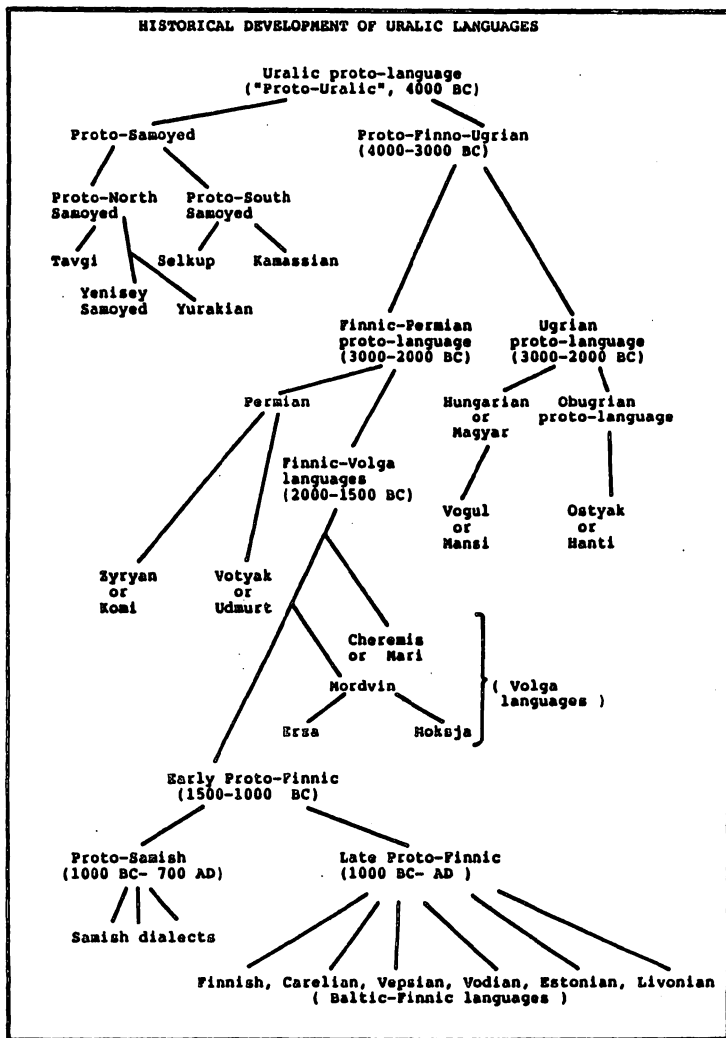 HISTORICAL DEVELOPMENT OF URALIC LANGUAGES
Uralic proto-language
("Proto-Uralic", 4000 BC)
Proto-Samoyed
Proto-Finno-Ugrian
(4000-3000 BC)
Proto-North
Samoyed
Proto-South
Samoyed
Tavgi
Selkup
Kamassian
Yenisey
Samoyed
Yurakian
Finnic-Permian
proto-language
(3000-2000 BC)
Ugrian
proto-language
(3000-2000 BC)
Permian
Hungarian
or
Magyar
Obugrian
proto-language
Finnic-Volga
languages
(2000-1500 BC)
Vogul
or
Mansi
Ostyak
or
Hanti
Zyryan
or
Komi
Votyak
or
Udmurt
Cheremis
or Mari
Mordvin
( Volga
languages )
Ersa
Moksja
Early Proto-Finnic
(1500-1000 BC)
Proto-Samish
(1000 BC- 700 AD)
Late Proto-Finnic
(1000 BC- AD )
Samish dialects
Finnish, Carelian, Vepsian, Vodian, Estonian, Livonian
( Baltic-Finnic languages )